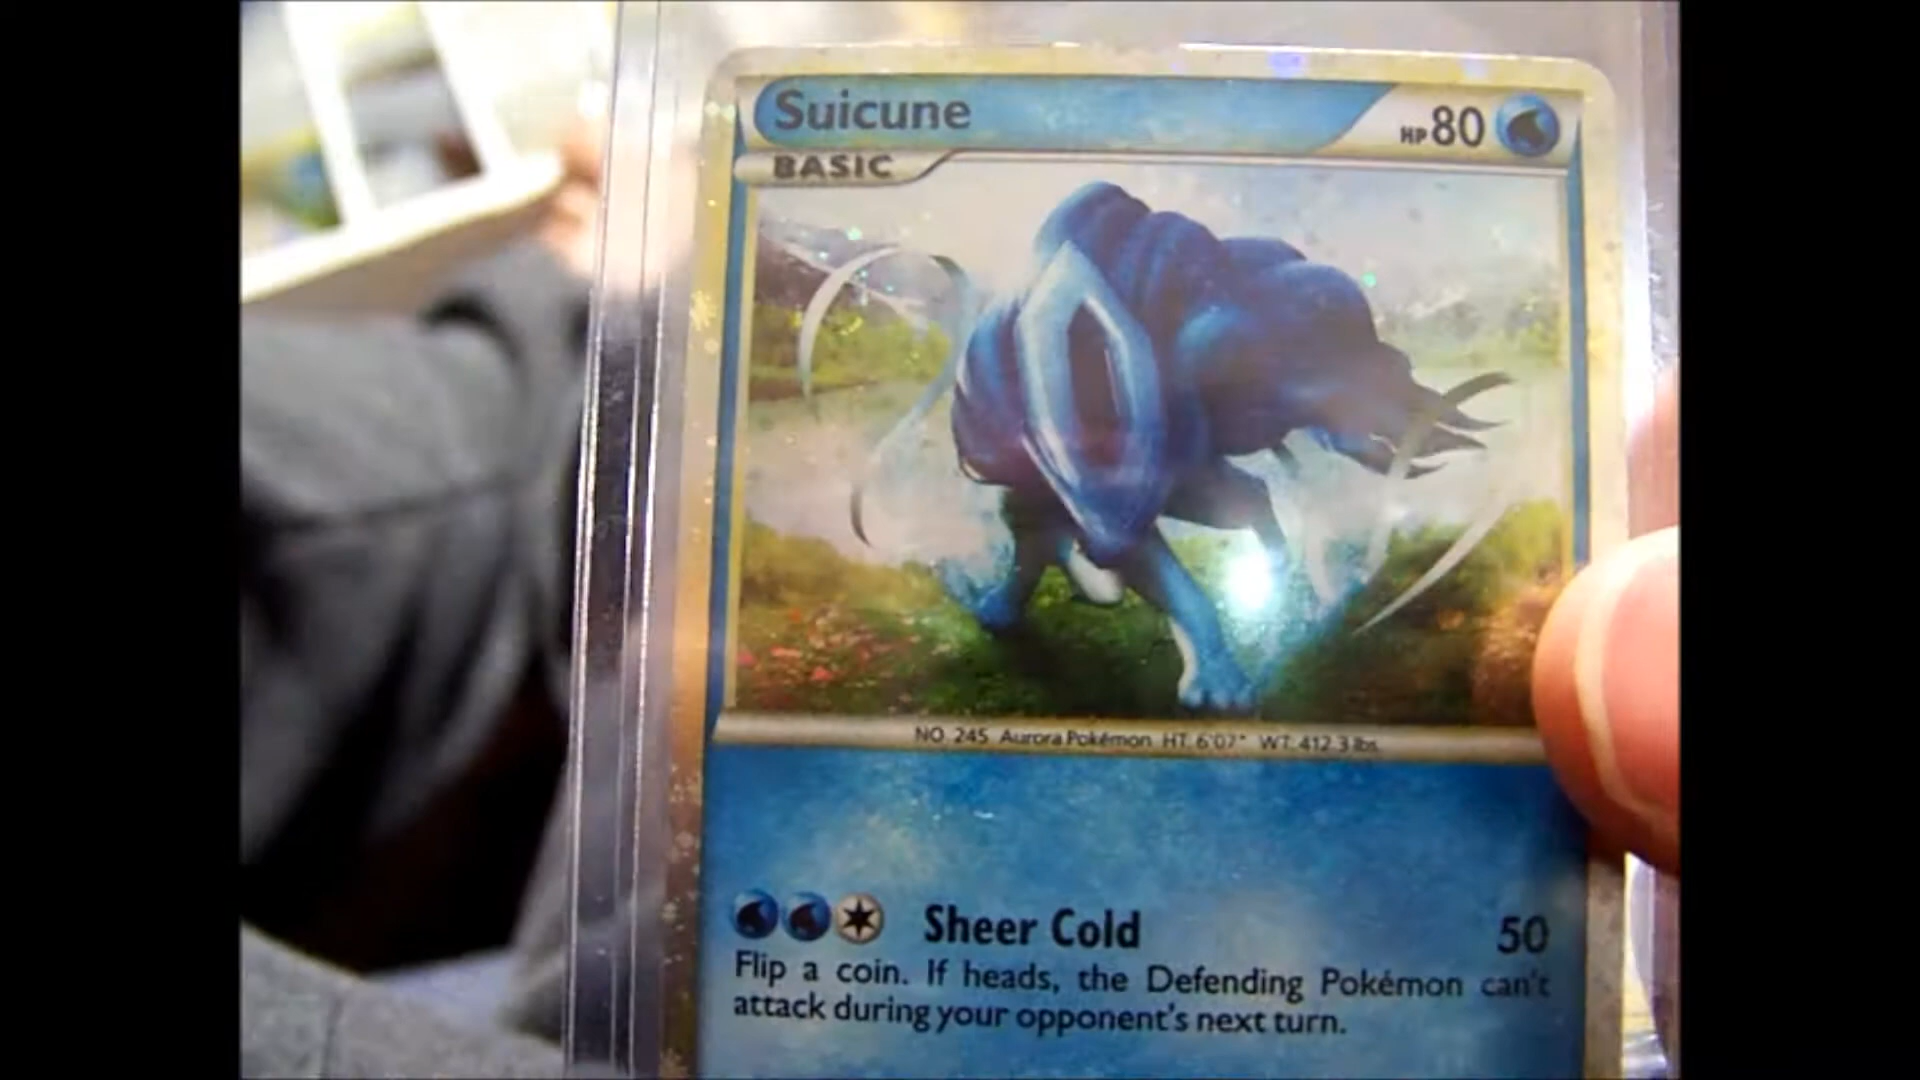 Suicune
HP 80
BASIC
NO. 245 Aurora Pokémon HT. 6'07" WT. 412.3 lbs.
Sheer Cold 50
Flip a coin. If heads, the Defending Pokémon can't
attack during your opponent's next turn.